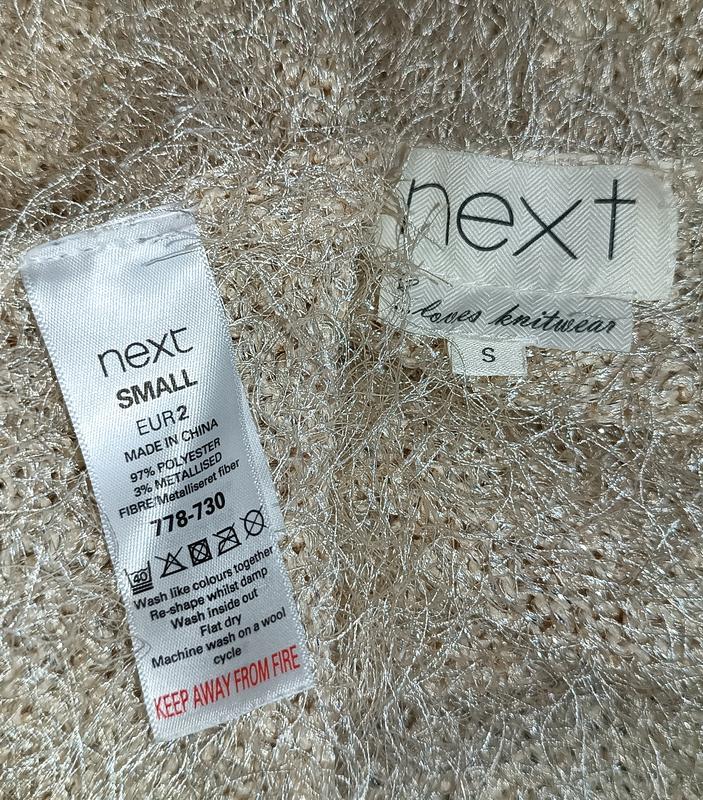 next
loves knitwear
S
next
SMALL
EUR 2
MADE IN CHINA
97% POLYESTER
3% METALLISED
FIBRE/Metalliseret fiber
778-730
40
Wash like colours together
Re-shape whilst damp
Wash inside out
Flat dry
Machine wash on a wool
cycle
KEEP AWAY FROM FIRE